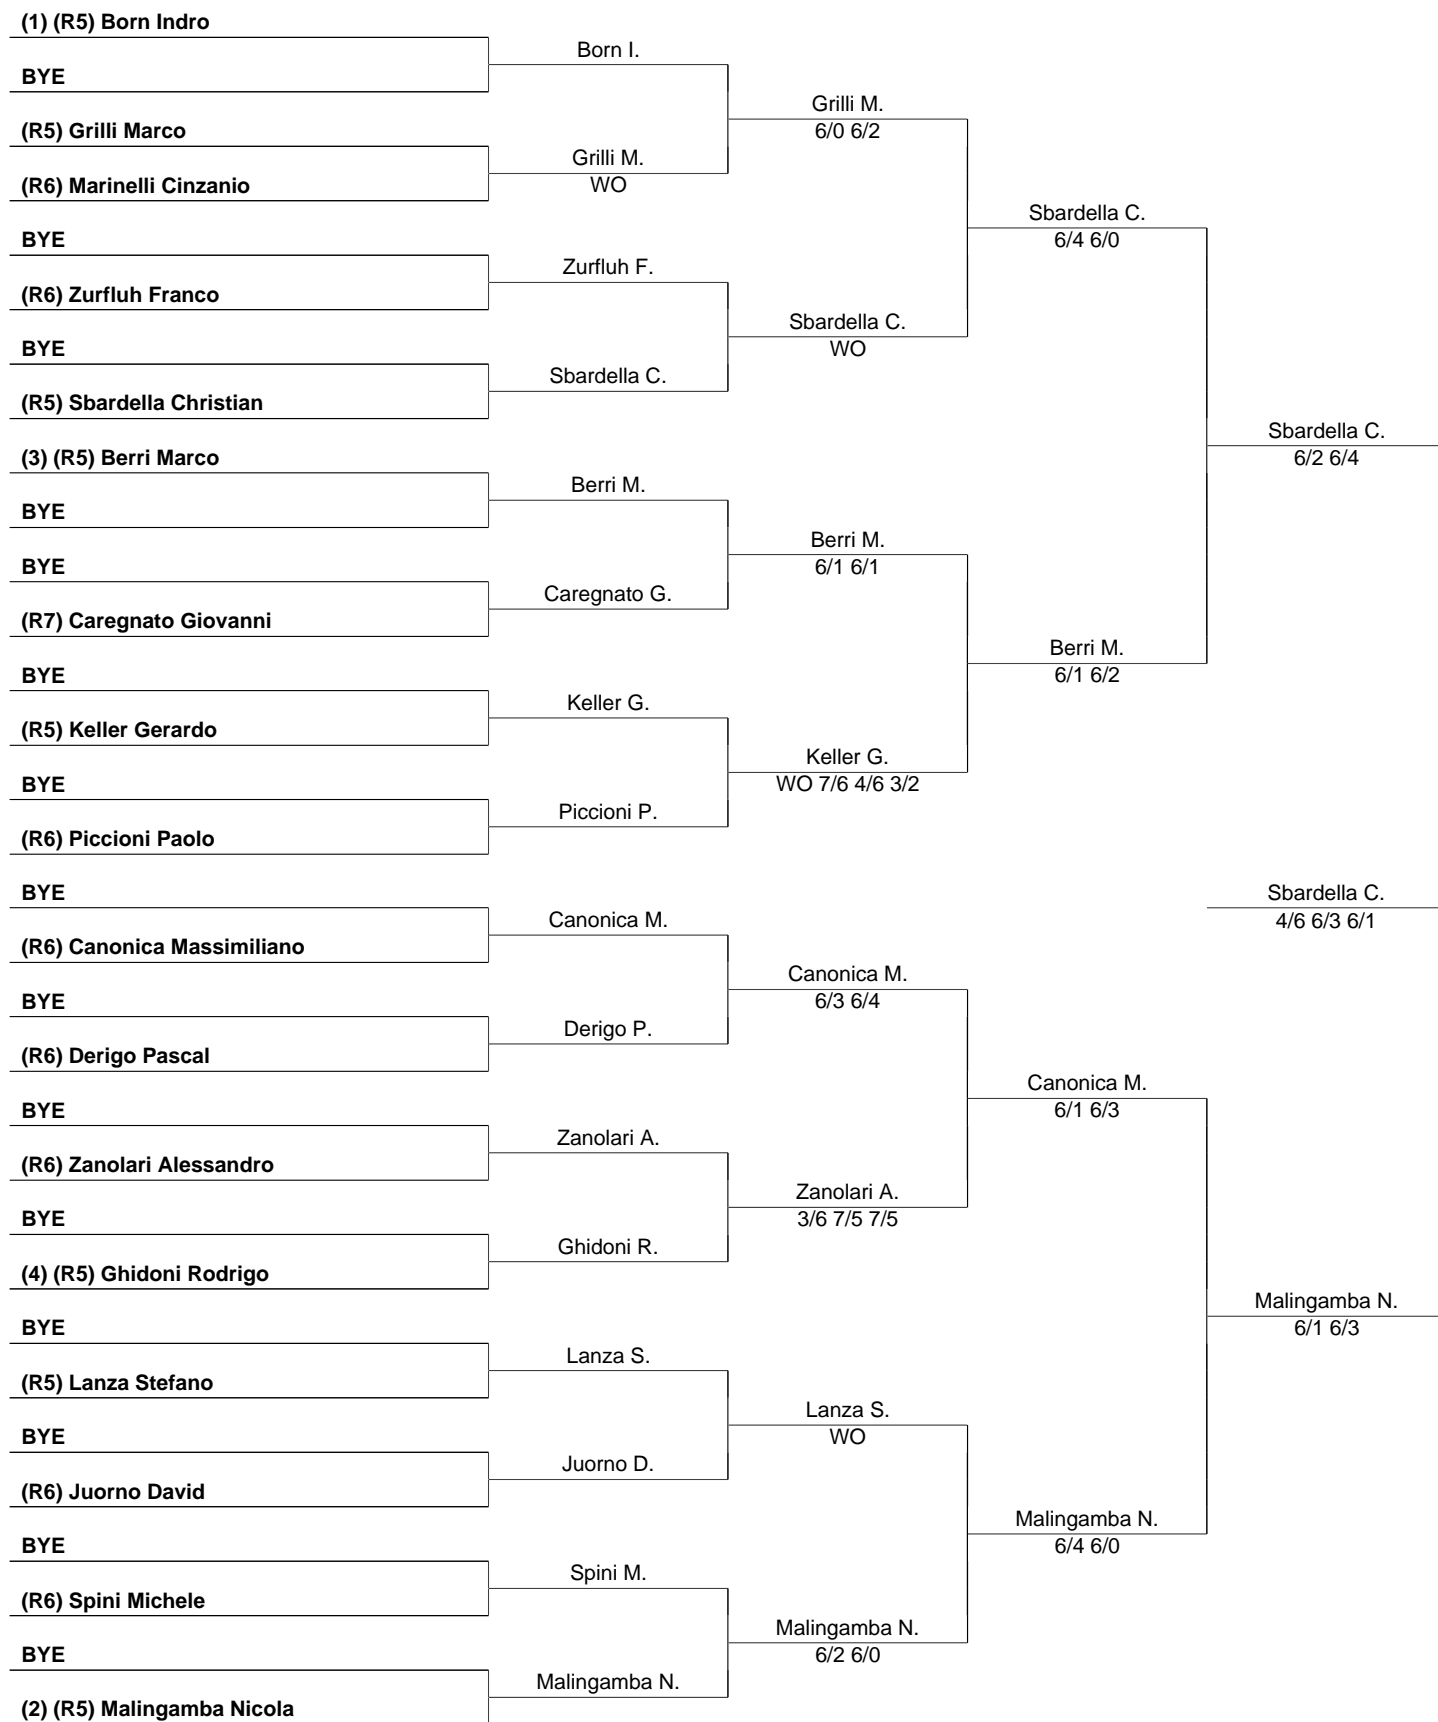 (1) (R5) Born Indro
Born I.
BYE
Grilli M.
6/0 6/2
(R5) Grilli Marco
Grilli M.
WO
(R6) Marinelli Cinzanio
Sbardella C.
6/4 6/0
BYE
Zurfluh F.
(R6) Zurfluh Franco
Sbardella C.
WO
BYE
Sbardella C.
(R5) Sbardella Christian
Sbardella C.
6/2 6/4
(3) (R5) Berri Marco
Berri M.
BYE
Berri M.
6/1 6/1
BYE
Caregnato G.
(R7) Caregnato Giovanni
Berri M.
6/1 6/2
BYE
Keller G.
(R5) Keller Gerardo
Keller G.
WO 7/6 4/6 3/2
BYE
Piccioni P.
(R6) Piccioni Paolo
BYE
Sbardella C.
4/6 6/3 6/1
Canonica M.
(R6) Canonica Massimiliano
Canonica M.
6/3 6/4
BYE
Derigo P.
(R6) Derigo Pascal
Canonica M.
6/1 6/3
BYE
Zanolari A.
(R6) Zanolari Alessandro
Zanolari A.
3/6 7/5 7/5
BYE
Ghidoni R.
(4) (R5) Ghidoni Rodrigo
Malingamba N.
6/1 6/3
BYE
Lanza S.
(R5) Lanza Stefano
Lanza S.
WO
BYE
Juorno D.
(R6) Juorno David
Malingamba N.
6/4 6/0
BYE
Spini M.
(R6) Spini Michele
Malingamba N.
6/2 6/0
BYE
Malingamba N.
(2) (R5) Malingamba Nicola